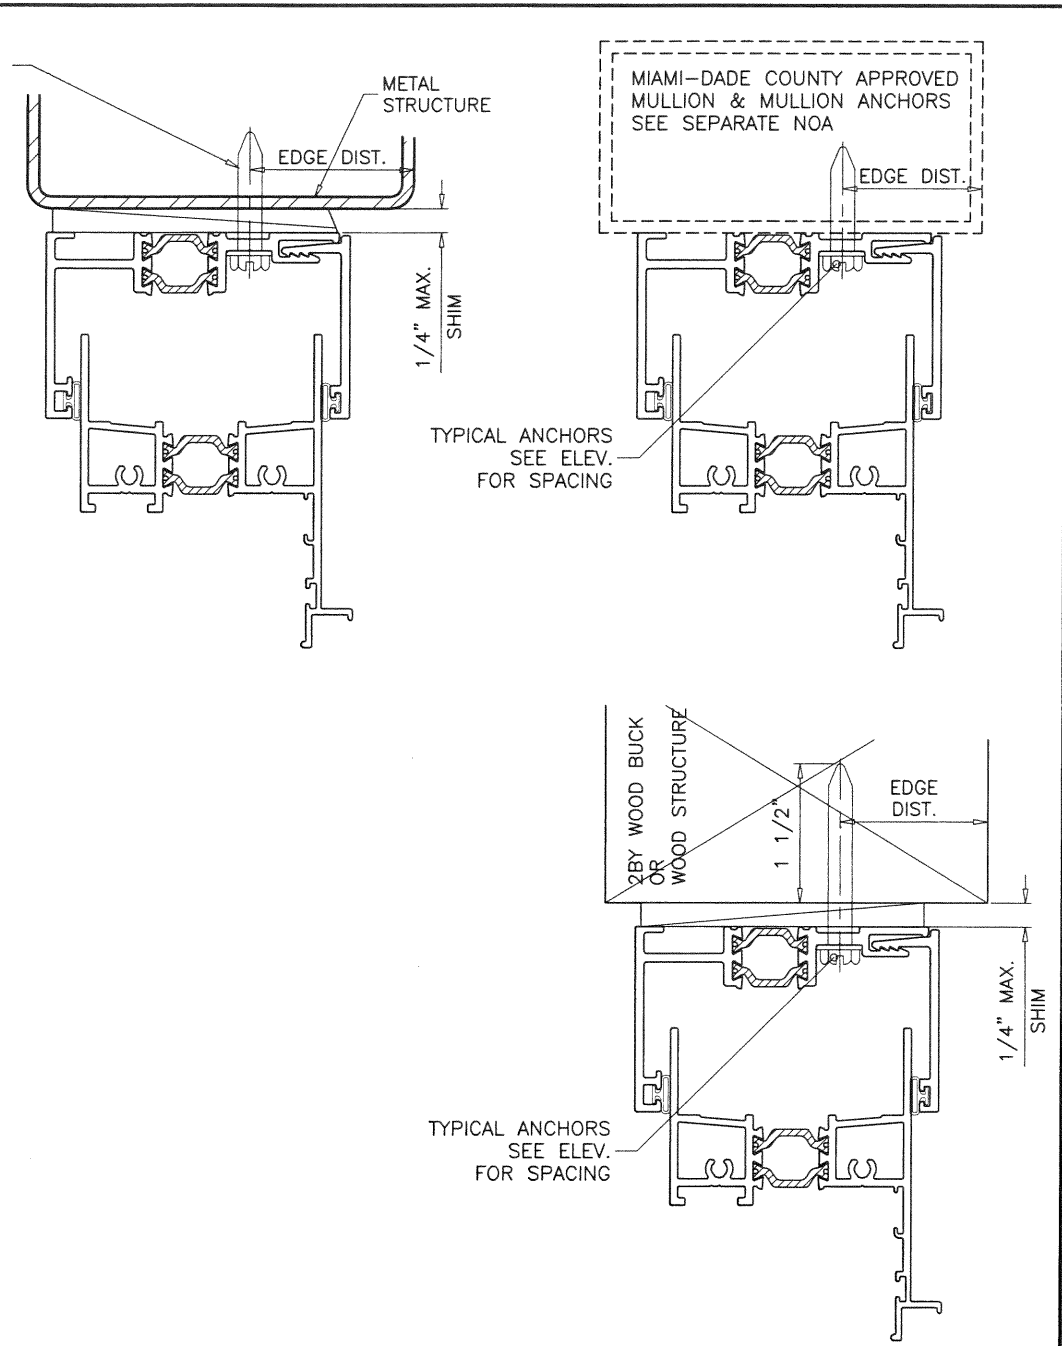 METAL
STRUCTURE
EDGE DIST.
1/4" MAX.
SHIM
MIAMI-DADE COUNTY APPROVED
MULLION & MULLION ANCHORS
SEE SEPARATE NOA
EDGE DIST.
TYPICAL ANCHORS
SEE ELEV.
FOR SPACING
2BY WOOD BUCK
OR
WOOD STRUCTURE
1 1/2"
EDGE
DIST.
1/4" MAX.
SHIM
TYPICAL ANCHORS
SEE ELEV.
FOR SPACING